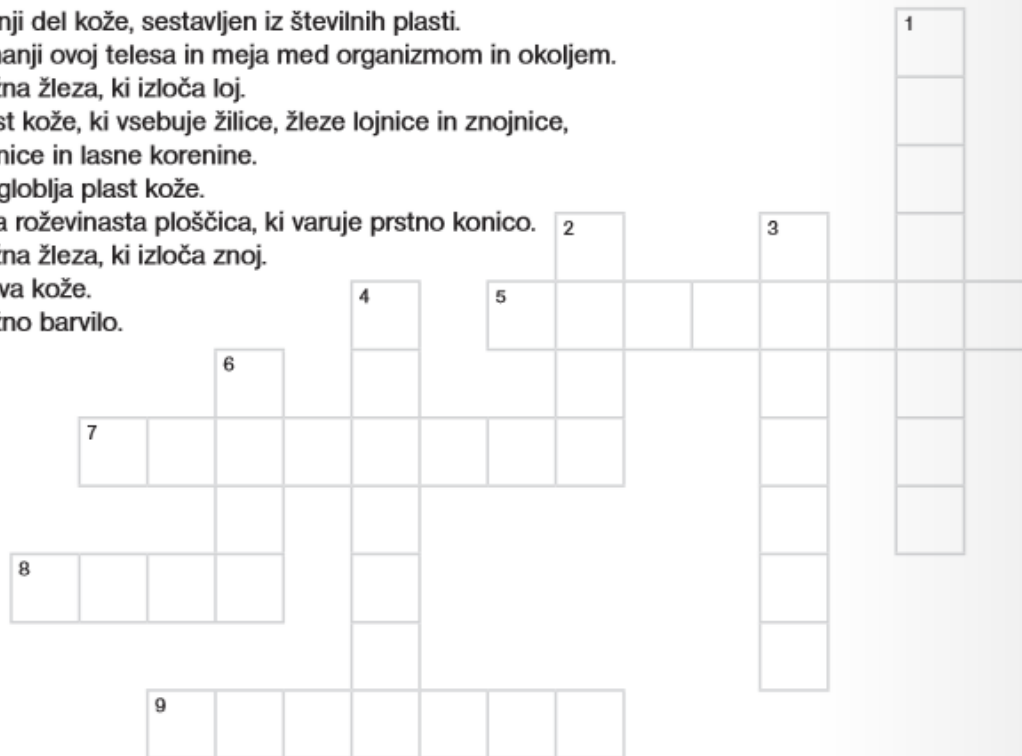 nji del kože, sestavljen iz številnih plasti.
anji ovoj telesa in meja med organizmom in okoljem.
žna žleza, ki izloča loj.
st kože, ki vsebuje žilice, žleze lojnice in znojnice,
nice in lasne korenine.
globlja plast kože.
a roževinasta ploščica, ki varuje prstno konico.
žna žleza, ki izloča znoj.
va kože.
žno barvilo.
1
2
3
4
5
6
7
8
9